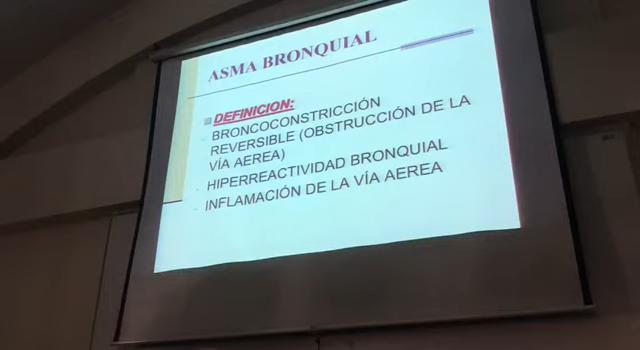 ASMA BRONQUIAL
DEFINICION:
- BRONCOCONSTRICCIÓN
REVERSIBLE (OBSTRUCCIÓN DE LA
VÍA AEREA)
- HIPERREACTIVIDAD BRONQUIAL
- INFLAMACIÓN DE LA VÍA AEREA